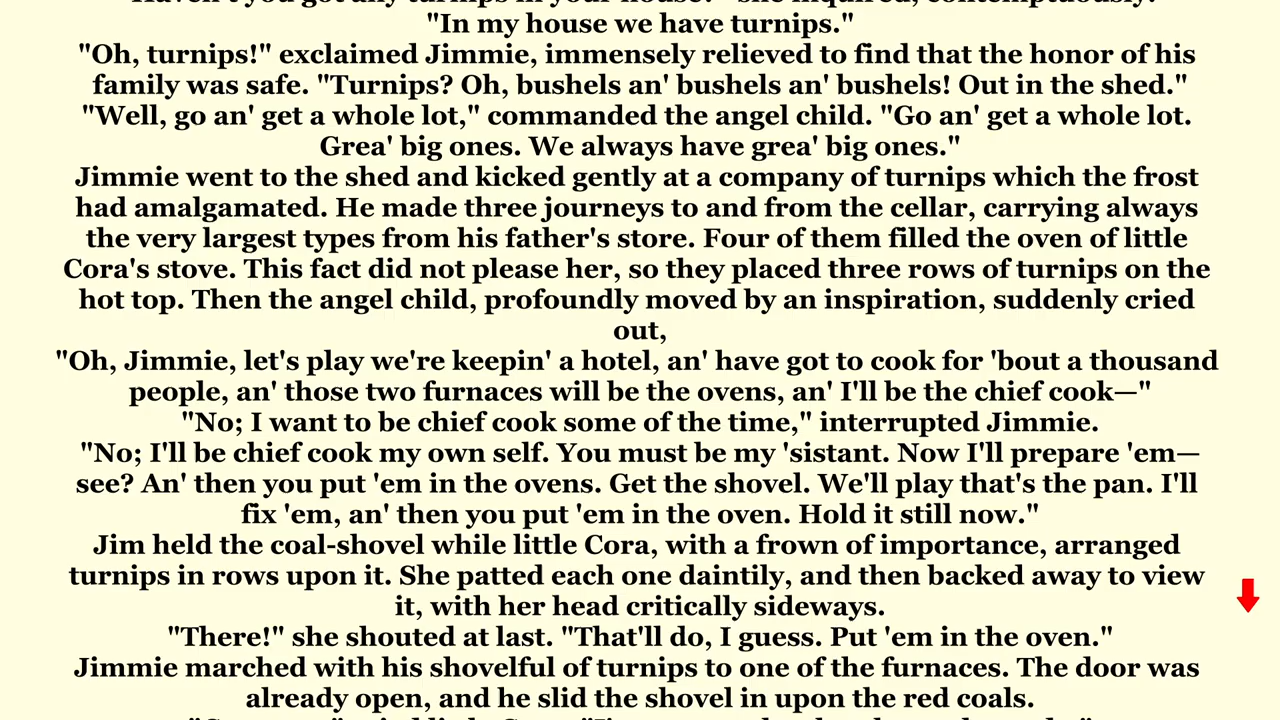 "Haven't you got any turnips in your house?" she inquired, contemptuously.
"In my house we have turnips."
"Oh, turnips!" exclaimed Jimmie, immensely relieved to find that the honor of his
family was safe. "Turnips? Oh, bushels an' bushels an' bushels! Out in the shed."
"Well, go an' get a whole lot," commanded the angel child. "Go an' get a whole lot.
Grea' big ones. We always have grea' big ones."
Jimmie went to the shed and kicked gently at a company of turnips which the frost
had amalgamated. He made three journeys to and from the cellar, carrying always
the very largest types from his father's store. Four of them filled the oven of little
Cora's stove. This fact did not please her, so they placed three rows of turnips on the
hot top. Then the angel child, profoundly moved by an inspiration, suddenly cried
out,
"Oh, Jimmie, let's play we're keepin' a hotel, an' have got to cook for 'bout a thousand
people, an' those two furnaces will be the ovens, an' I'll be the chief cook—"
"No; I want to be chief cook some of the time," interrupted Jimmie.
"No; I'll be chief cook my own self. You must be my 'sistant. Now I'll prepare 'em—
see? An' then you put 'em in the ovens. Get the shovel. We'll play that's the pan. I'll
fix 'em, an' then you put 'em in the oven. Hold it still now."
Jim held the coal-shovel while little Cora, with a frown of importance, arranged
turnips in rows upon it. She patted each one daintily, and then backed away to view
it, with her head critically sideways.
"There!" she shouted at last. "That'll do, I guess. Put 'em in the oven."
Jimmie marched with his shovelful of turnips to one of the furnaces. The door was
already open, and he slid the shovel in upon the red coals.